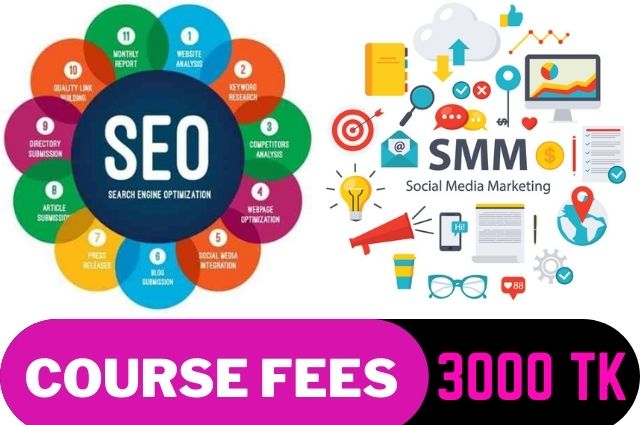 11
MONTHLY
REPORT
1
WEBSITE
ANALYSIS
2
KEYWORD
RESEARCH
3
COMPETITORS
ANALYSIS
4
WEBPAGE
OPTIMIZATION
5
SOCIAL MEDIA
INTEGRATION
6
BLOG
SUBMISSION
7
PRESS
RELEASES
8
ARTICLE
SUBMISSION
9
DIRECTORY
SUBMISSION
10
QUALITY LINK
BUILDING
SEO
SEARCH ENGINE OPTIMIZATION
@
$
SMM
$
Social Media Marketing
Hi!
88
COURSE FEES
3000 TK